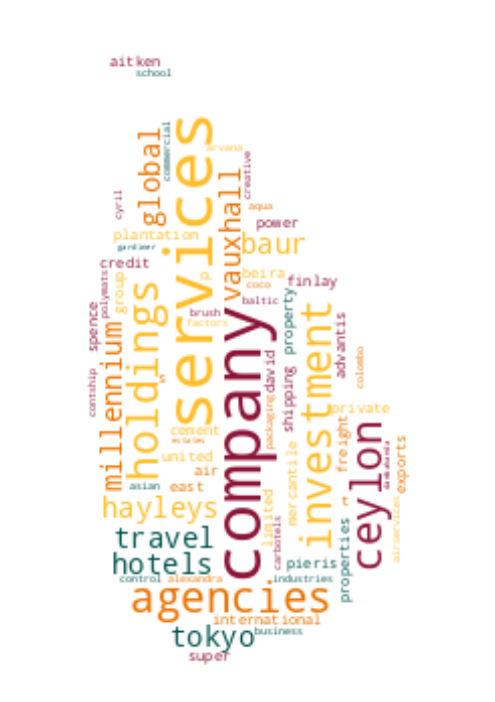 aitken
school
services
global
commercial
arvana
creative
vauxhall
cyril
aqua
power
plantation
baur
gardiner
credit
beira
group
polymats
p
coco
finlay
holdings
baltic
property
company
investment
spence
brush
factors
millennium
advantis
david
colombo
contship
shipping
packaging
private
ceylon
cement
estates
freight
united
mercantile
exports
air
asian
east
rt
hayleys
limited
travel
carbotels
properties
airservices
hotels
pieris
control
alexandra
industries
agencies
international
tokyo
business
super